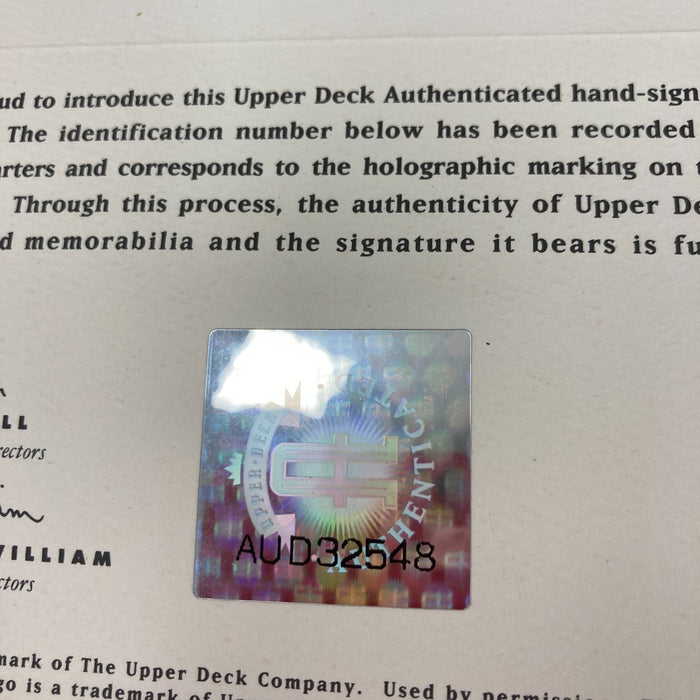 ud to introduce this Upper Deck Authenticated hand-sign
The identification number below has been recorded
rters and corresponds to the holographic marking on t
Through this process, the authenticity of Upper De
d memorabilia and the signature it bears is fu
LL
ectors
VILLIAM
ctors
UPPER DECK
AUTHENTICATED
AUD32548
mark of The Upper Deck Company. Used by permiss
go is a trademark of U